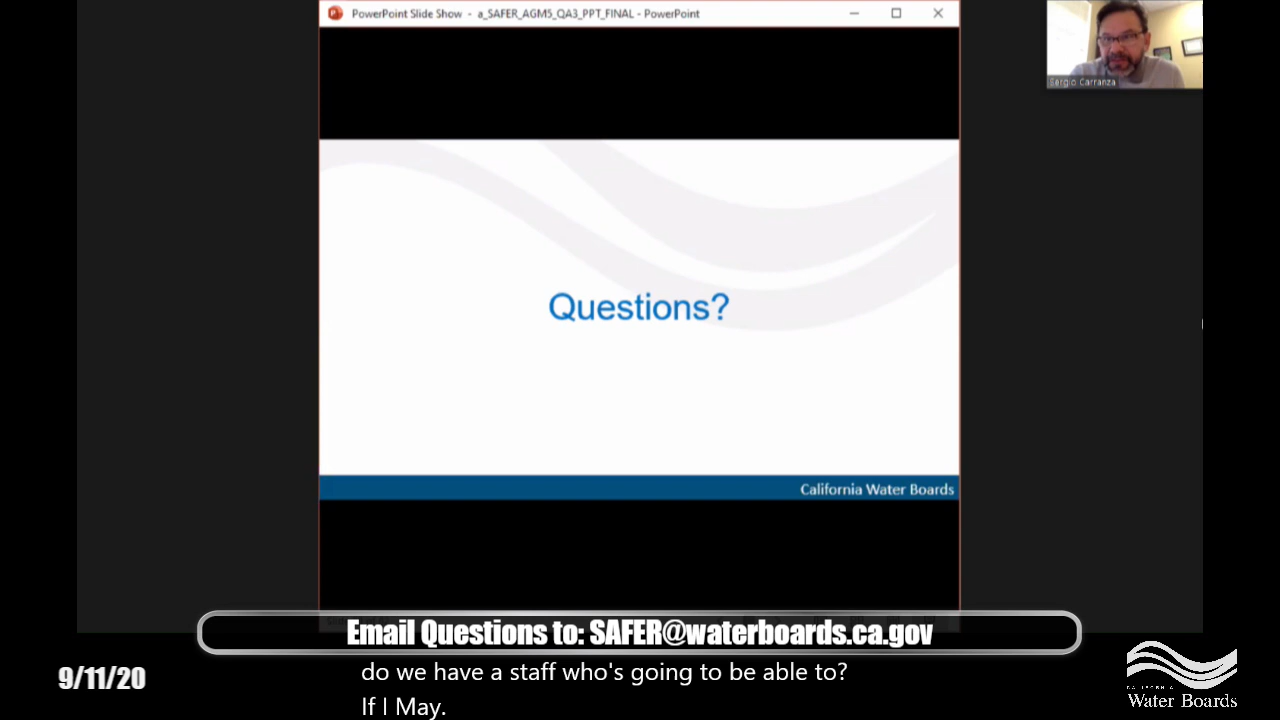 PowerPoint Slide Show - a_SAFER_AGM5_QA3_PPT_FINAL - PowerPoint
Sergio Carranza
Questions?
California Water Boards
Email Questions to: SAFER@waterboards.ca.gov
do we have a staff who's going to be able to?
If I May.
9/11/20
CALIFORNIA
Water Boards